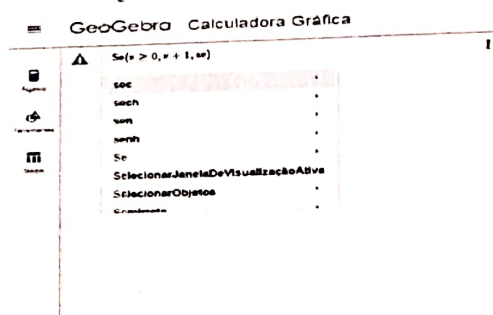 GeoGebra Calculadora Gráfica
Se(x > 0, x + 1, se)
sec
sech
sen
senh
Se
SelecionarJanelaDeVisualizaçãoAtiva
SelecionarObjetos